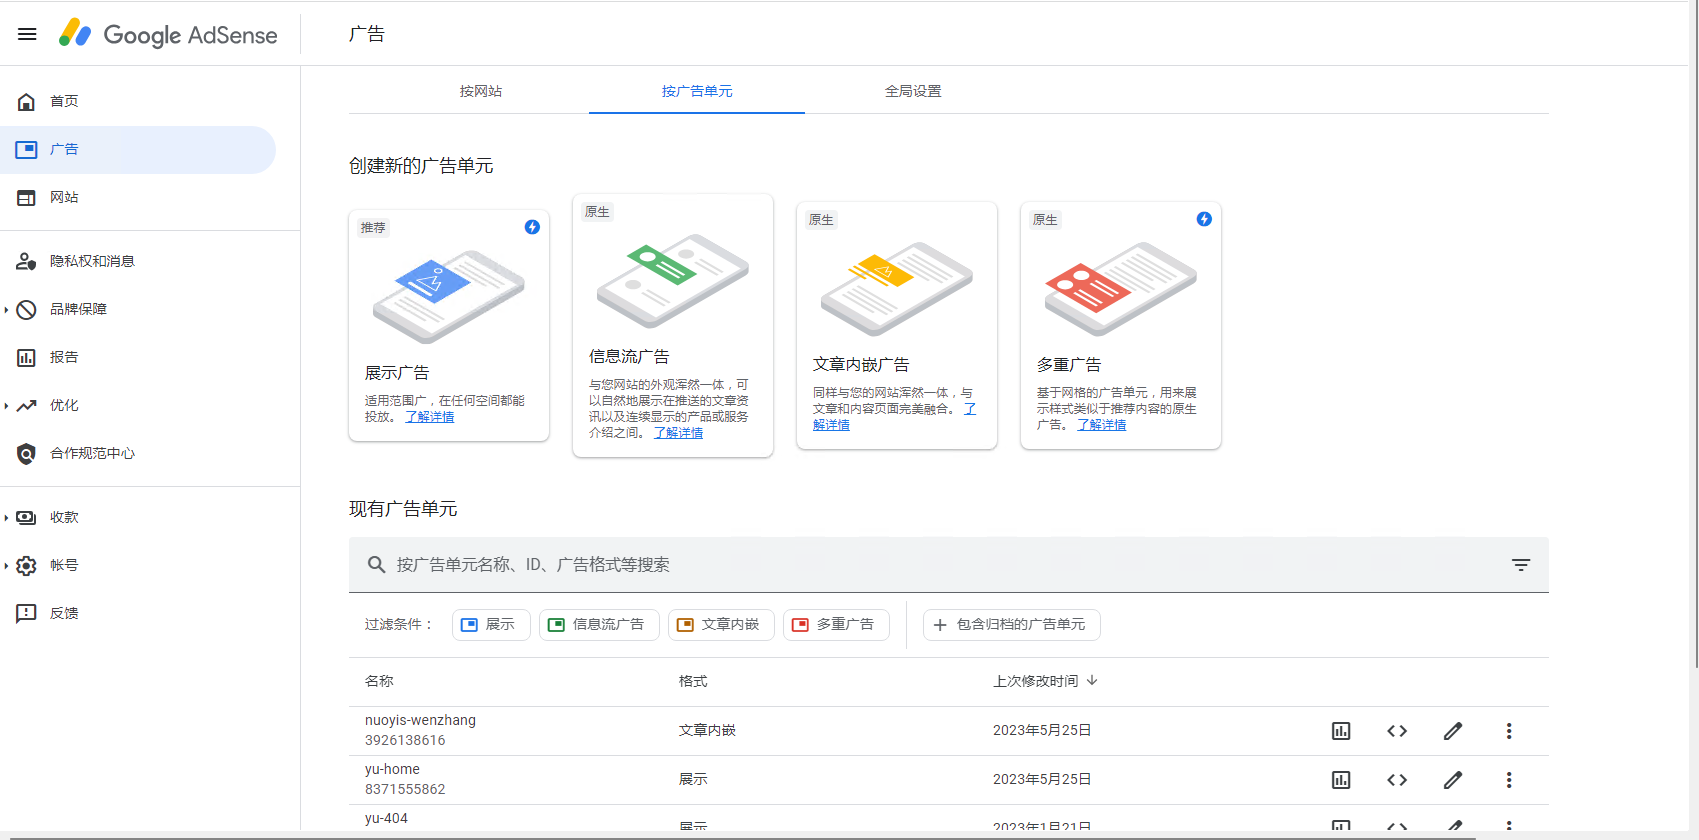 Google AdSense
广告
首页
广告
网站
隐私权和消息
品牌保障
报告
优化
合作规范中心
收款
帐号
反馈
按网站
按广告单元
全局设置
创建新的广告单元
推荐
展示广告
适用范围广，在任何空间都能
投放。 了解详情
原生
信息流广告
与您网站的外观浑然一体，可
以自然地展示在推送的文章资
讯以及连续显示的产品或服务
介绍之间。 了解详情
原生
文章内嵌广告
同样与您的网站浑然一体，与
文章和内容页面完美融合。 了
解详情
原生
多重广告
基于网格的广告单元，用来展
示样式类似于推荐内容的原生
广告。 了解详情
现有广告单元
按广告单元名称、ID、广告格式等搜索
过滤条件： 展示 信息流广告 文章内嵌 多重广告 包含归档的广告单元
名称 格式 上次修改时间
nuoyis-wenzhang
3926138616
文章内嵌
2023年5月25日
yu-home
8371555862
展示
2023年5月25日
yu-404
展示
2023年1月21日